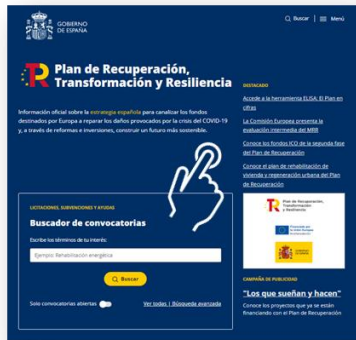 GOBIERNO
DE ESPAÑA
Buscar
Menú
Plan de Recuperación,
Transformación y Resiliencia
Información oficial sobre la estrategia española para canalizar los fondos
destinados por Europa a reparar los daños provocados por la crisis del COVID-19
y, a través de reformas e inversiones, construir un futuro más sostenible.
LICITACIONES, SUBVENCIONES Y AYUDAS
Buscador de convocatorias
Escribe los términos de tu interés:
Ejemplo: Rehabilitación energética
Buscar
Solo convocatorias abiertas
Ver todas | Búsqueda avanzada
DESTACADO
Accede a la herramienta ELISA: El Plan en
cifras
La Comisión Europea presenta la
evaluación intermedia del MRR
Conoce los fondos ICO de la segunda fase
del Plan de Recuperación
Conoce el plan de rehabilitación de
vivienda y regeneración urbana del Plan
de Recuperación
Plan de Recuperación,
Transformación
y Resiliencia
CAMPAÑA DE PUBLICIDAD
"Los que sueñan y hacen"
Conoce los proyectos que ya se están
financiando con el Plan de Recuperación